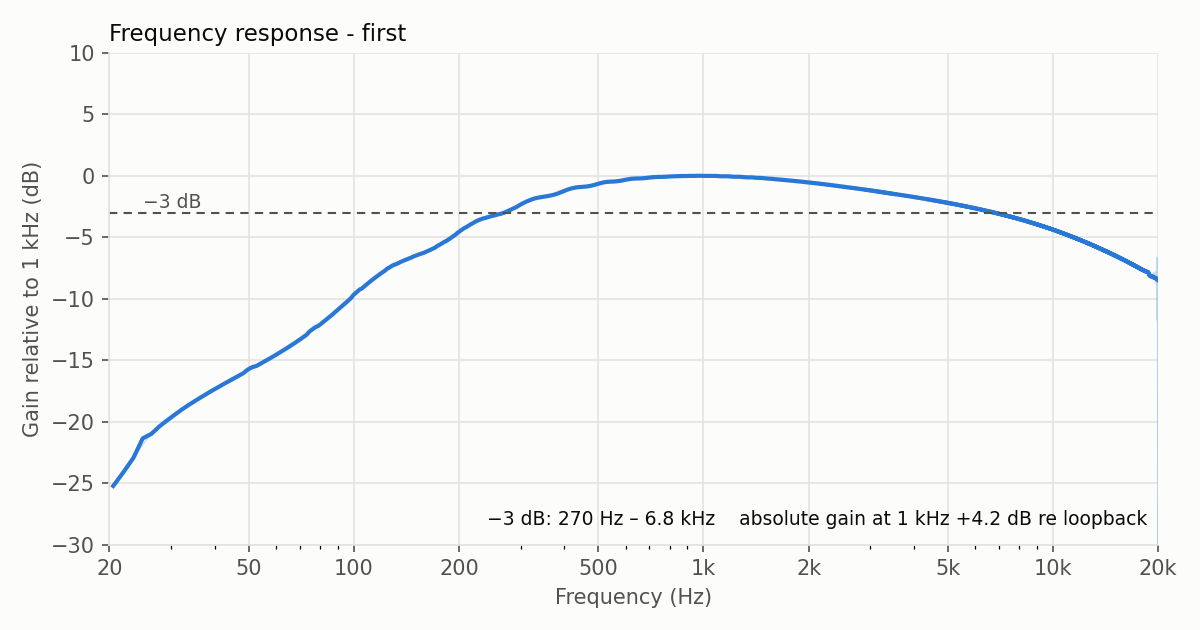 Frequency response - first
10
5
0
−5
−10
−15
−20
−25
−30
Gain relative to 1 kHz (dB)
−3 dB
−3 dB: 270 Hz – 6.8 kHz absolute gain at 1 kHz +4.2 dB re loopback
20 50 100 200 500 1k 2k 5k 10k 20k
Frequency (Hz)